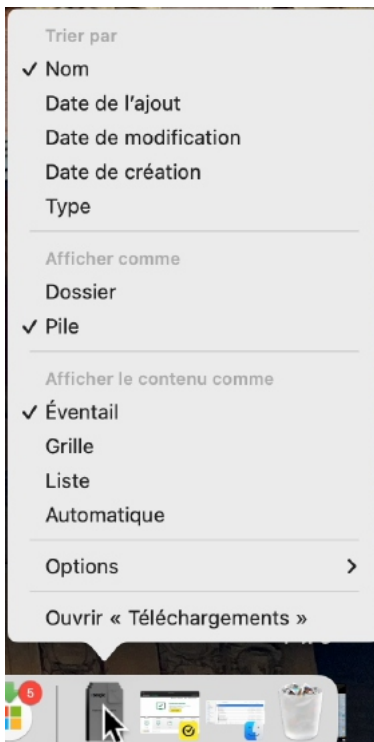 Trier par
✓ Nom
Date de l'ajout
Date de modification
Date de création
Type
Afficher comme
Dossier
✓ Pile
Afficher le contenu comme
✓ Éventail
Grille
Liste
Automatique
Options >
Ouvrir « Téléchargements »
5